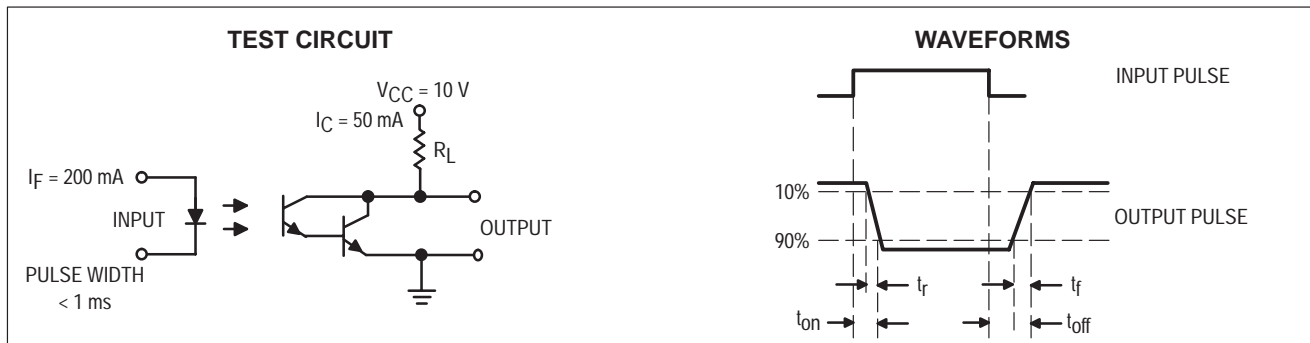 TEST CIRCUIT
VCC = 10 V
IC = 50 mA
RL
IF = 200 mA
INPUT
OUTPUT
PULSE WIDTH
< 1 ms
WAVEFORMS
INPUT PULSE
10%
OUTPUT PULSE
90%
tr
tf
ton
toff